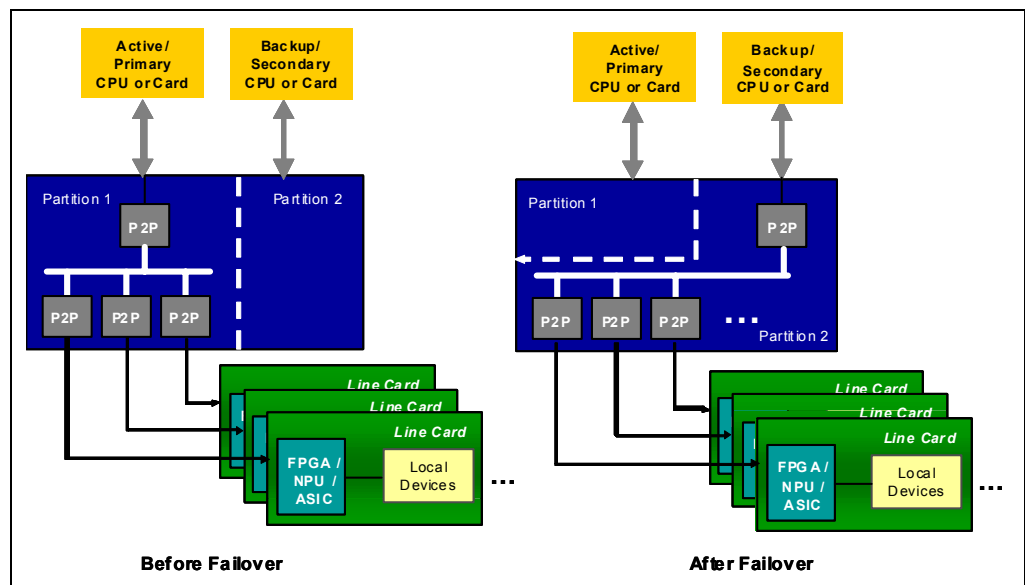 Active/
Primary
CPU or Card
Backup/
Secondary
CPU or Card
Partition 1
Partition 2
P2P
P2P
P2P
P2P
Line Card
Line Card
Line Card
FPGA /
NPU /
ASIC
Local
Devices
...
Before Failover
Active/
Primary
CPU or Card
Backup/
Secondary
CPU or Card
Partition 1
P2P
P2P
P2P
P2P
...
Partition 2
Line Card
Line Card
Line Card
FPGA /
NPU /
ASIC
Local
Devices
...
After Failover